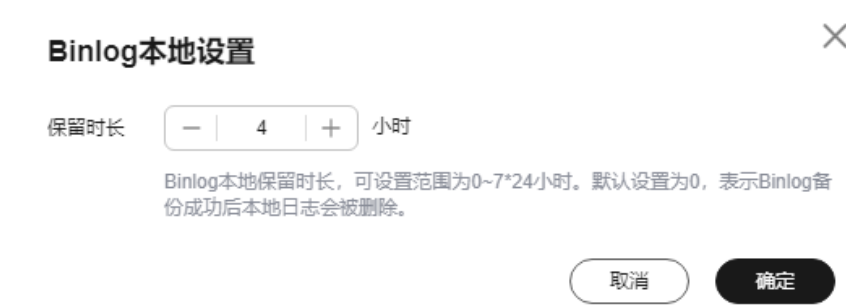 Binlog本地设置
保留时长 4 小时
Binlog本地保留时长，可设置范围为0~7*24小时。默认设置为0，表示Binlog备
份成功后本地日志会被删除。
取消 确定